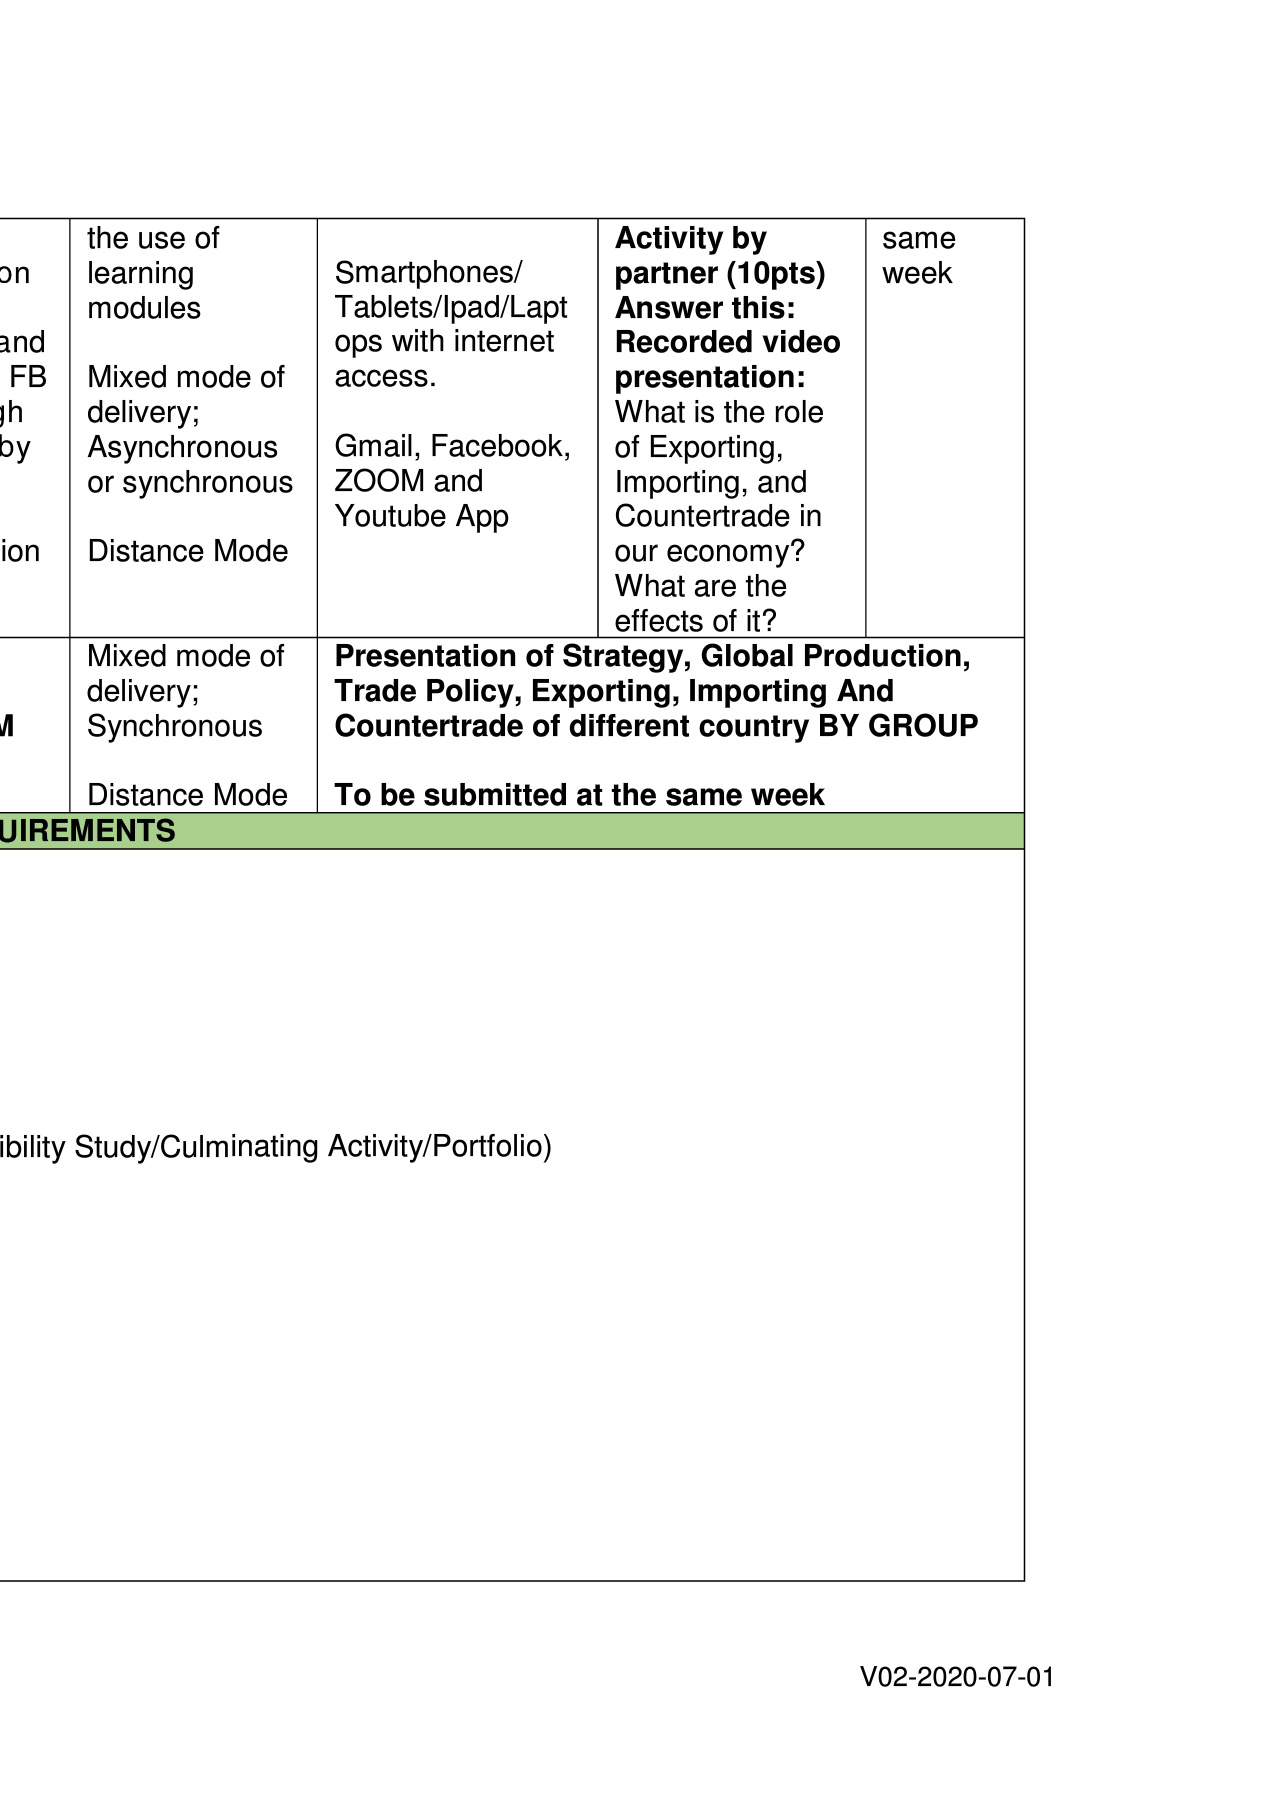 on
and
FB
gh
by
ion
the use of
learning
modules
Mixed mode of
delivery;
Asynchronous
or synchronous
Distance Mode
Smartphones/
Tablets/Ipad/Lapt
ops with internet
access.
Gmail, Facebook,
ZOOM and
Youtube App
Activity by
partner (10pts)
Answer this:
Recorded video
presentation:
What is the role
of Exporting,
Importing, and
Countertrade in
our economy?
What are the
effects of it?
same
week
M
Mixed mode of
delivery;
Synchronous
Distance Mode
Presentation of Strategy, Global Production,
Trade Policy, Exporting, Importing And
Countertrade of different country BY GROUP
To be submitted at the same week
UIREMENTS
ibility Study/Culminating Activity/Portfolio)
V02-2020-07-01